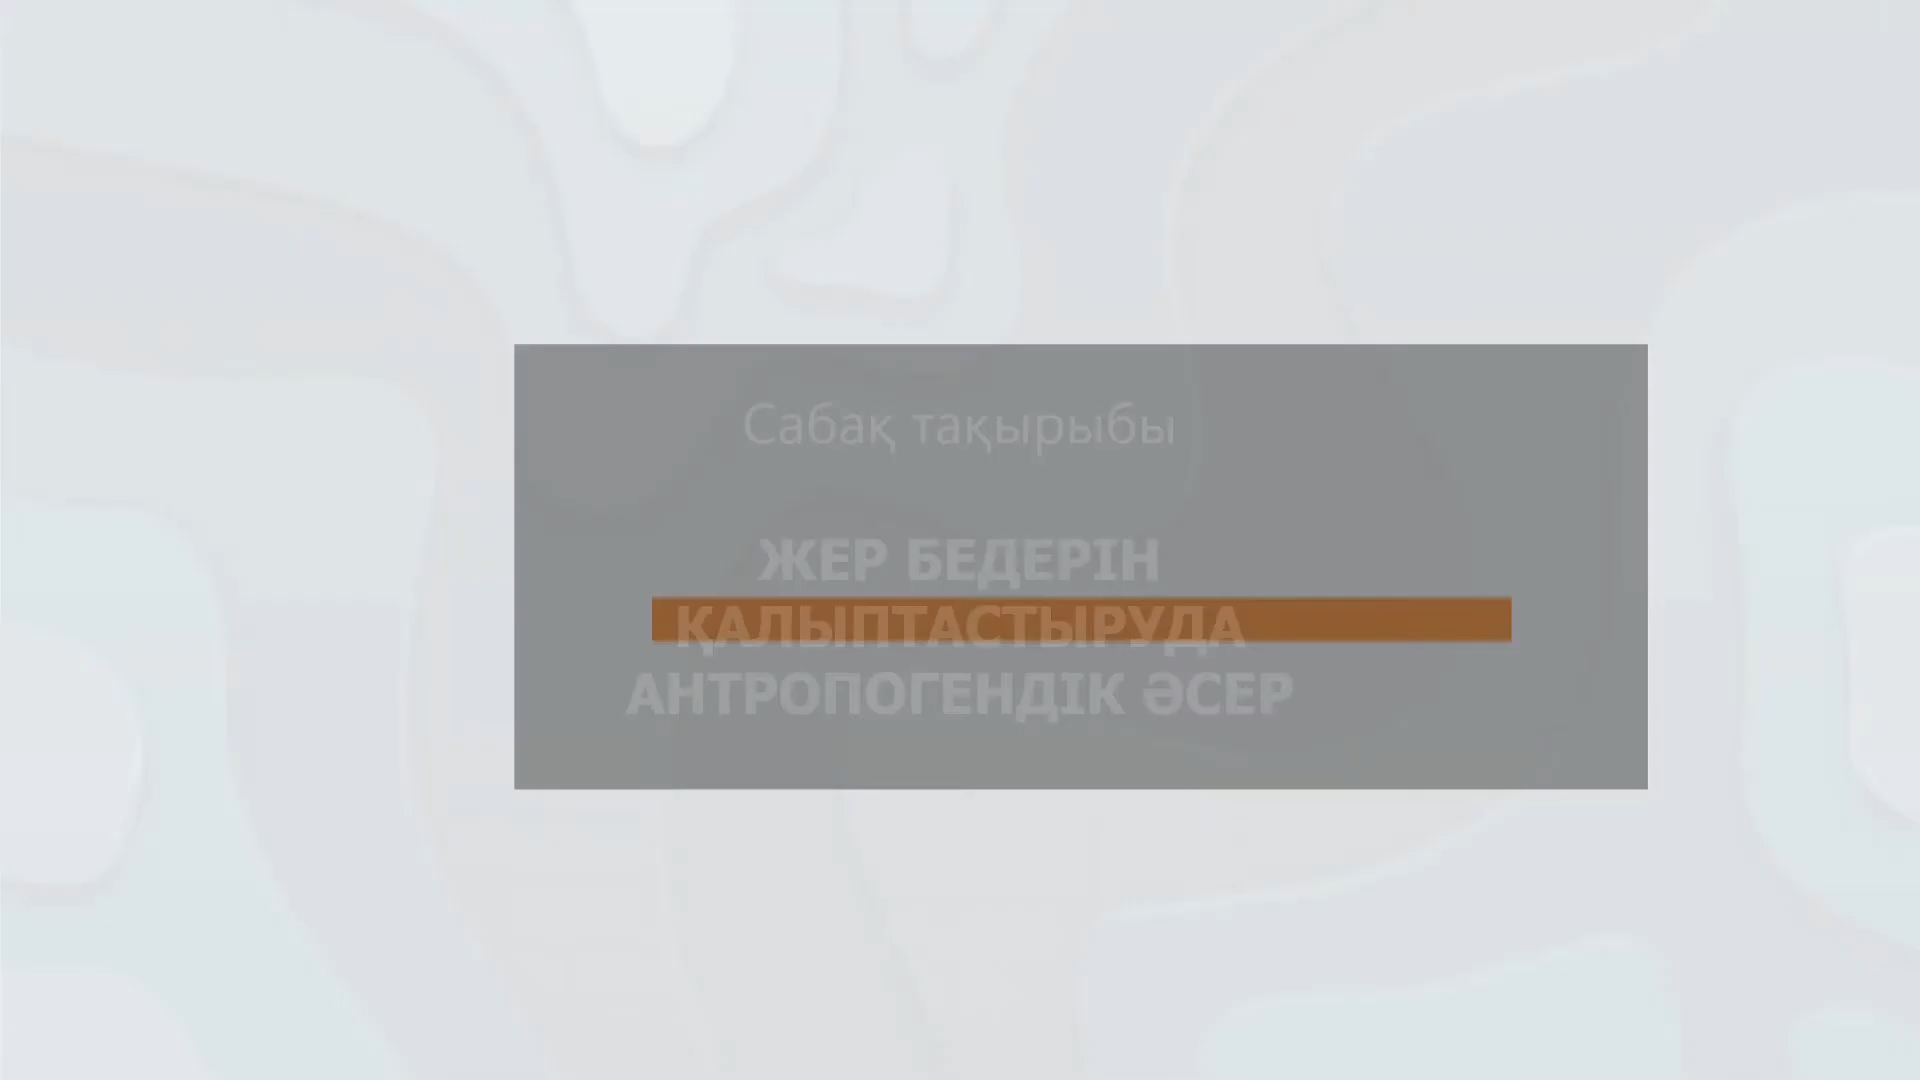 Сабақ тақырыбы
ЖЕР БЕДЕРІН
ҚАЛЫПТАСТЫРУДА
АНТРОПОГЕНДІК ӘСЕР